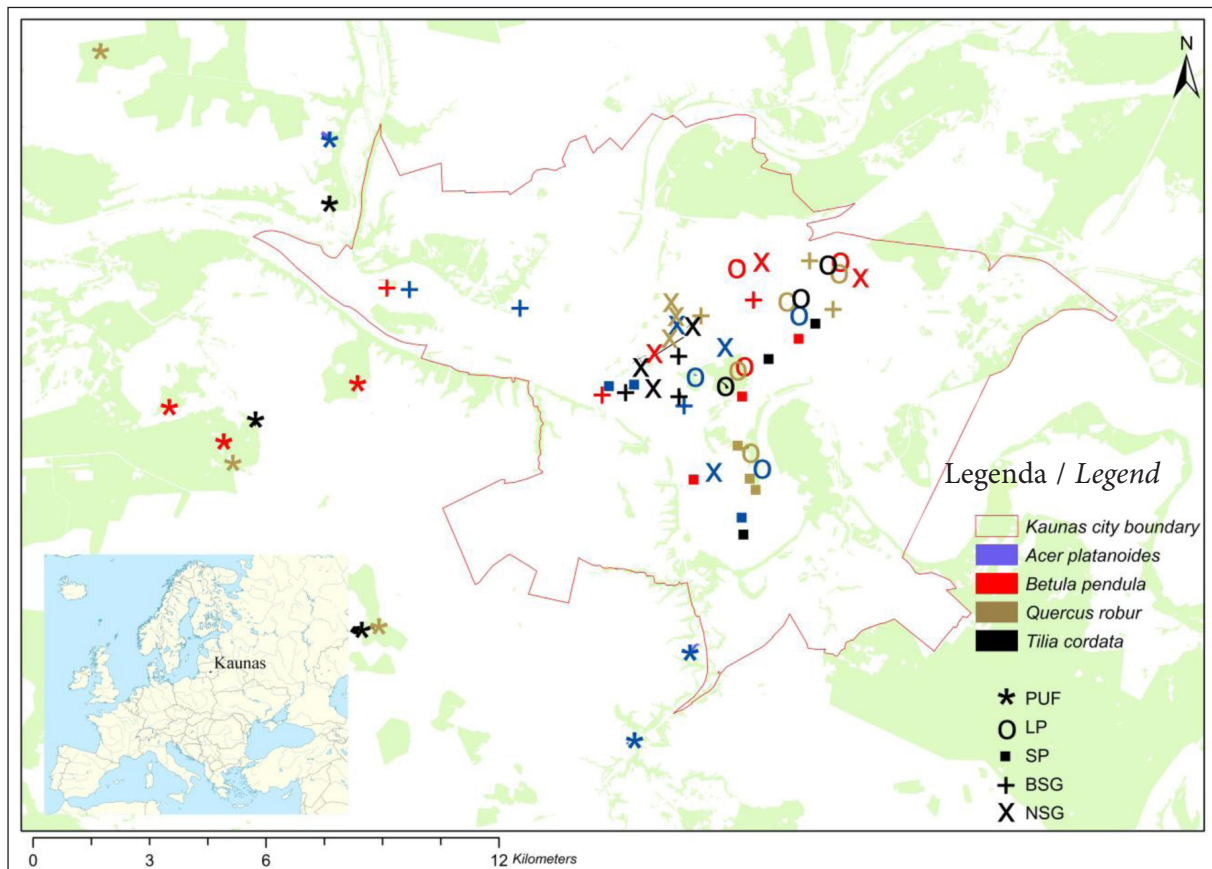 N
Legenda / Legend
Kaunas city boundary
Acer platanoides
Betula pendula
Quercus robur
Tilia cordata
PUF
LP
SP
BSG
NSG
Kaunas
0 3 6 12 Kilometers